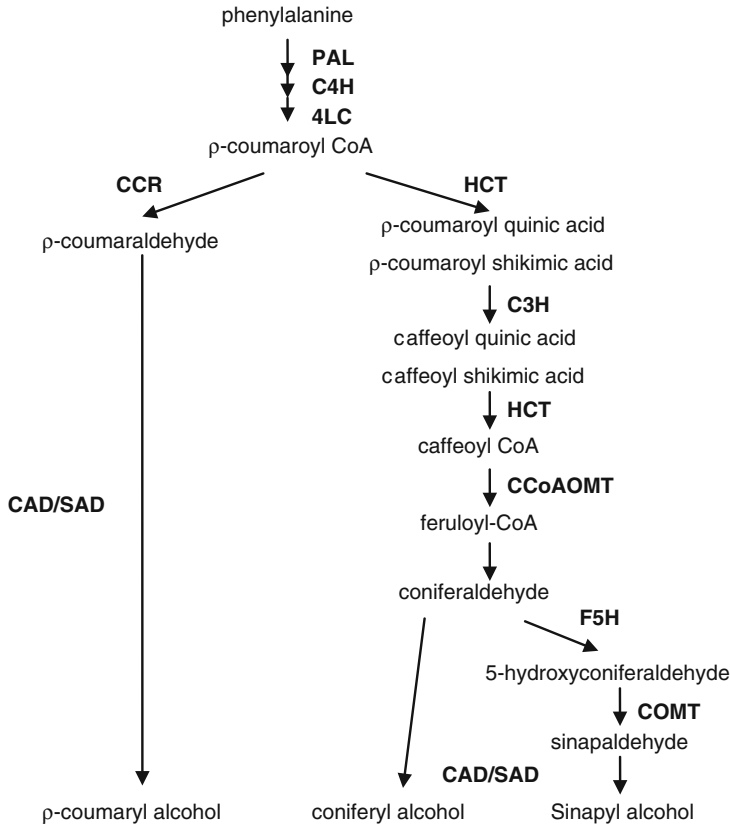 phenylalanine
PAL
C4H
4LC
ρ-coumaroyl CoA
CCR
HCT
ρ-coumaraldehyde
ρ-coumaroyl quinic acid
ρ-coumaroyl shikimic acid
C3H
caffeoyl quinic acid
caffeoyl shikimic acid
HCT
caffeoyl CoA
CCoAOMT
CAD/SAD
feruloyl-CoA
coniferaldehyde
F5H
5-hydroxyconiferaldehyde
COMT
sinapaldehyde
CAD/SAD
ρ-coumaryl alcohol
coniferyl alcohol
Sinapyl alcohol